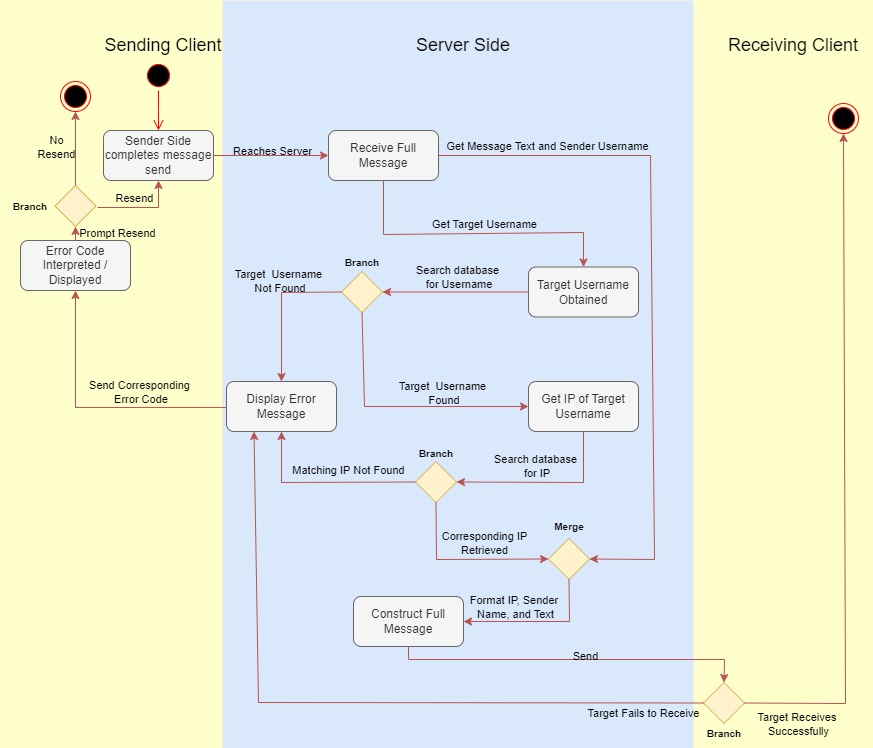 Sending Client
Server Side
Receiving Client
No
Resend
Sender Side
completes message
send
Reaches Server
Receive Full
Message
Get Message Text and Sender Username
Branch
Resend
Prompt Resend
Get Target Username
Error Code
Interpreted /
Displayed
Branch
Target Username
Not Found
Search database
for Username
Target Username
Obtained
Send Corresponding
Error Code
Display Error
Message
Target Username
Found
Get IP of Target
Username
Branch
Matching IP Not Found
Search database
for IP
Merge
Corresponding IP
Retrieved
Construct Full
Message
Format IP, Sender
Name, and Text
Send
Target Fails to Receive
Target Receives
Successfully
Branch